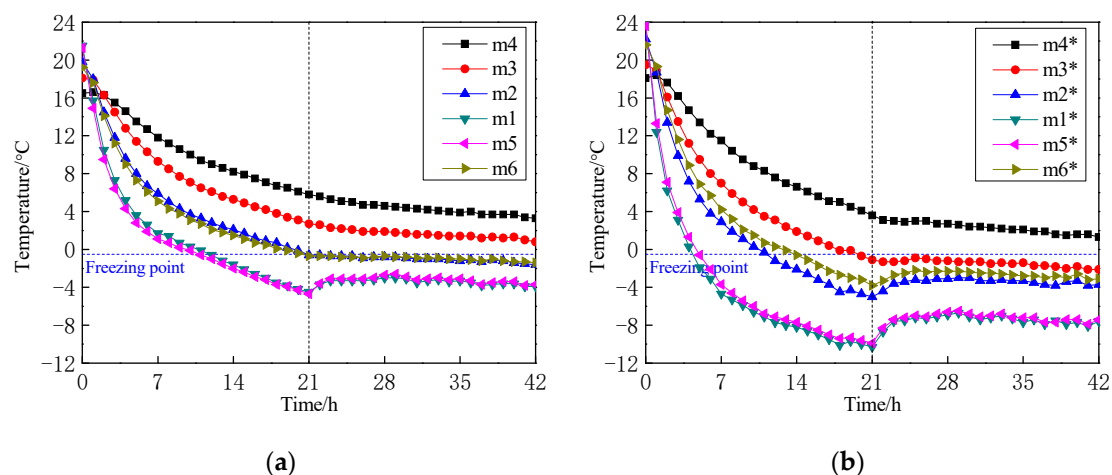 24
20
16
12
8
4
0
−4
−8
−12
Temperature/°C
m4
m3
m2
m1
m5
m6
Freezing point
0 7 14 21 28 35 42
Time/h
(a)
24
20
16
12
8
4
0
−4
−8
−12
Temperature/°C
m4*
m3*
m2*
m1*
m5*
m6*
Freezing point
0 7 14 21 28 35 42
Time/h
(b)